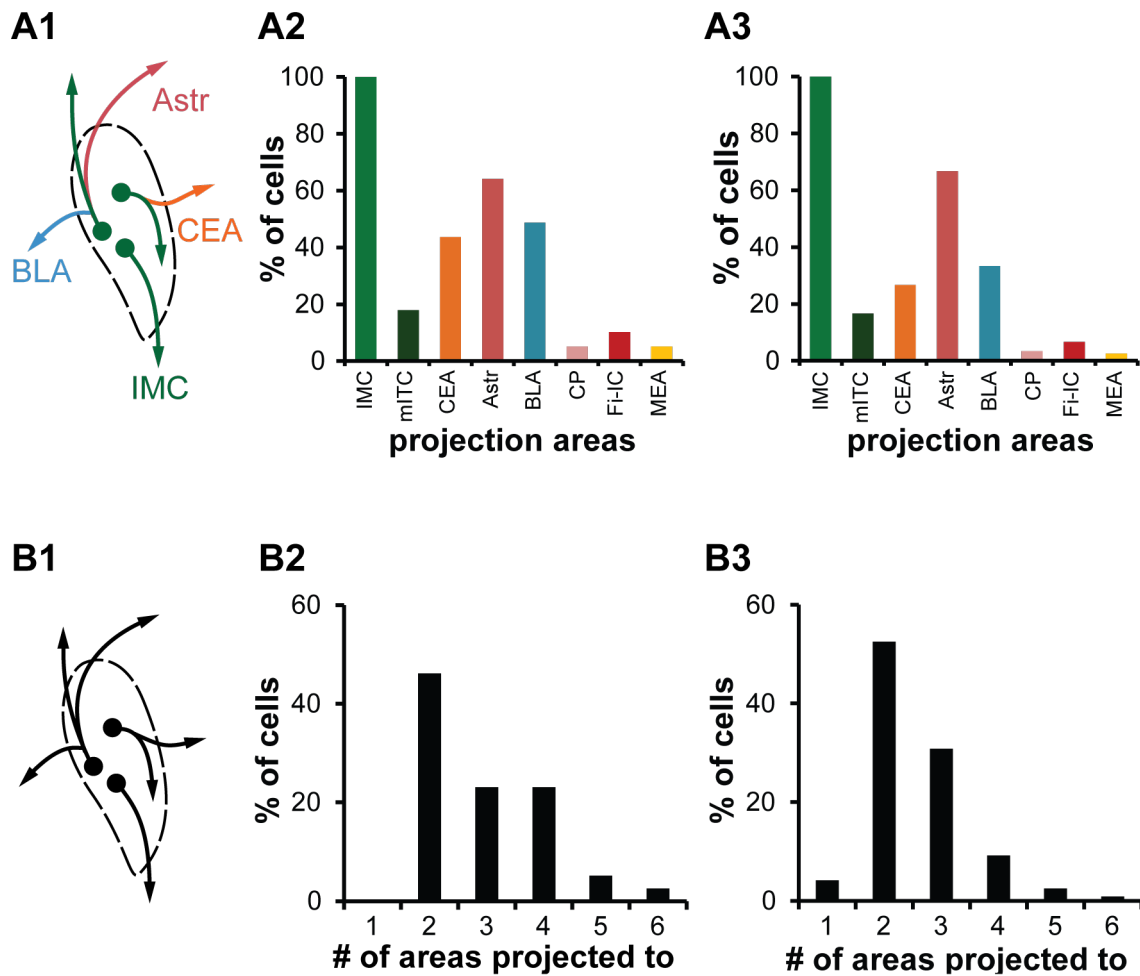 A1
Astr
CEA
BLA
IMC
A2
% of cells
100
80
60
40
20
0
IMC
mITC
CEA
Astr
BLA
CP
Fi-IC
MEA
projection areas
A3
% of cells
100
80
60
40
20
0
IMC
mITC
CEA
Astr
BLA
CP
Fi-IC
MEA
projection areas
B1
B2
% of cells
60
40
20
0
1 2 3 4 5 6
# of areas projected to
B3
% of cells
60
40
20
0
1 2 3 4 5 6
# of areas projected to